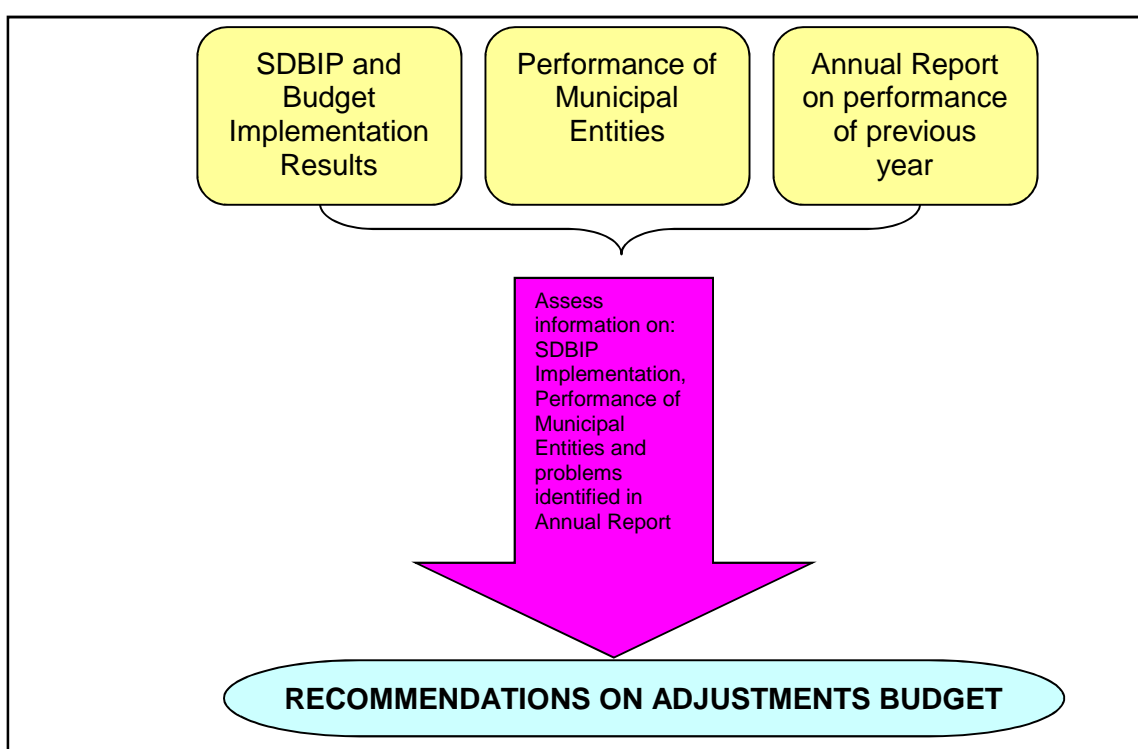 SDBIP and
Budget
Implementation
Results
Performance of
Municipal
Entities
Annual Report
on performance
of previous
year
Assess
information on:
SDBIP
Implementation,
Performance of
Municipal
Entities and
problems
identified in
Annual Report
RECOMMENDATIONS ON ADJUSTMENTS BUDGET